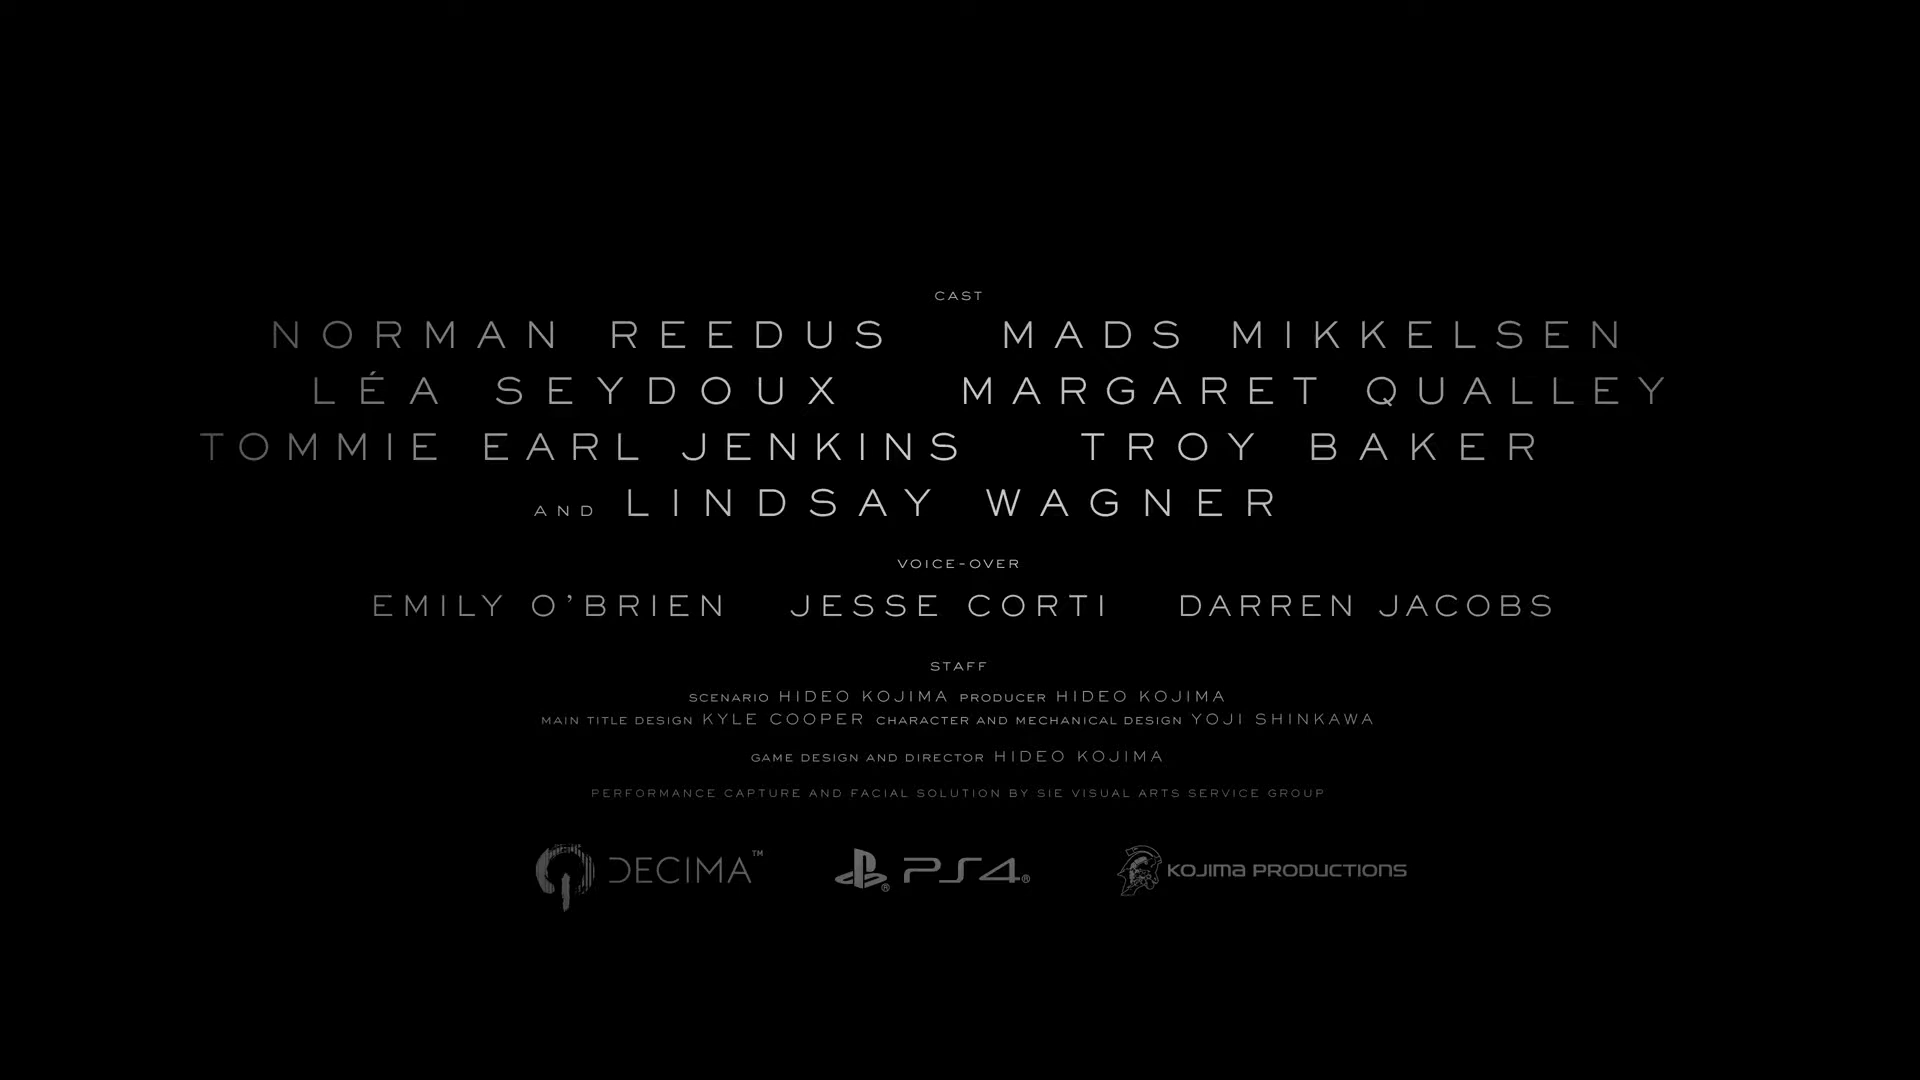 CAST
NORMAN REEDUS MADS MIKKELSEN
LÉA SEYDOUX MARGARET QUALLEY
TOMMIE EARL JENKINS TROY BAKER
AND LINDSAY WAGNER
VOICE-OVER
EMILY O’BRIEN JESSE CORTI DARREN JACOBS
STAFF
SCENARIO HIDEO KOJIMA PRODUCER HIDEO KOJIMA
MAIN TITLE DESIGN KYLE COOPER CHARACTER AND MECHANICAL DESIGN YOJI SHINKAWA
GAME DESIGN AND DIRECTOR HIDEO KOJIMA
PERFORMANCE CAPTURE AND FACIAL SOLUTION BY SIE VISUAL ARTS SERVICE GROUP
DECIMA™ PS4® KOJIMA PRODUCTIONS